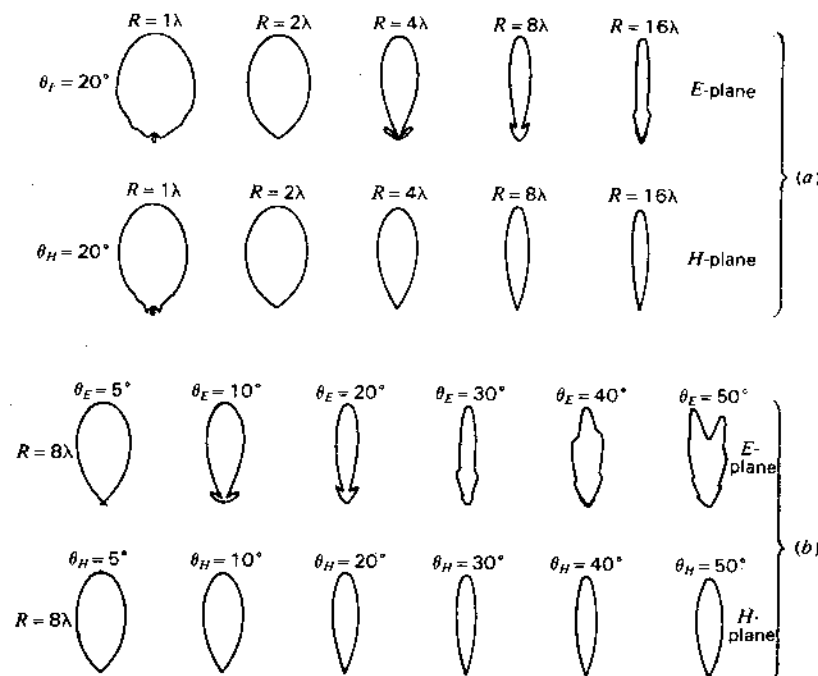 R = 1λ R = 2λ R = 4λ R = 8λ R = 16λ
θE = 20° E-plane
(a)
R = 1λ R = 2λ R = 4λ R = 8λ R = 16λ
θH = 20° H-plane
θE = 5° θE = 10° θE = 20° θE = 30° θE = 40° θE = 50°
R = 8λ E-
plane
(b)
θH = 5° θH = 10° θH = 20° θH = 30° θH = 40° θH = 50°
R = 8λ H-
plane